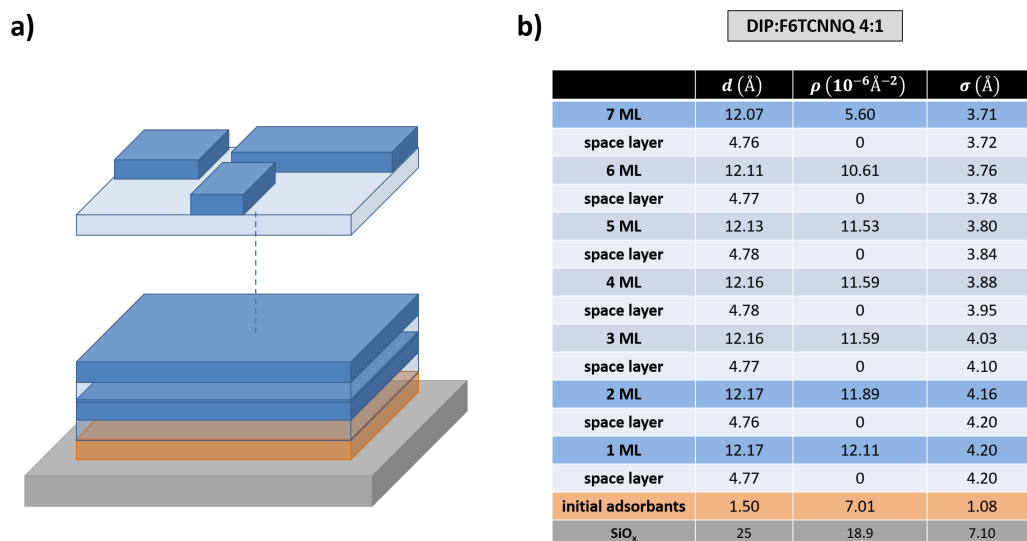 a)
b)
DIP:F6TCNNQ 4:1
d (Å) ρ (10⁻⁶Å⁻²) σ (Å)
7 ML 12.07 5.60 3.71
space layer 4.76 0 3.72
6 ML 12.11 10.61 3.76
space layer 4.77 0 3.78
5 ML 12.13 11.53 3.80
space layer 4.78 0 3.84
4 ML 12.16 11.59 3.88
space layer 4.78 0 3.95
3 ML 12.16 11.59 4.03
space layer 4.77 0 4.10
2 ML 12.17 11.89 4.16
space layer 4.76 0 4.20
1 ML 12.17 12.11 4.20
space layer 4.77 0 4.20
initial adsorbants 1.50 7.01 1.08
SiOₓ 25 18.9 7.10